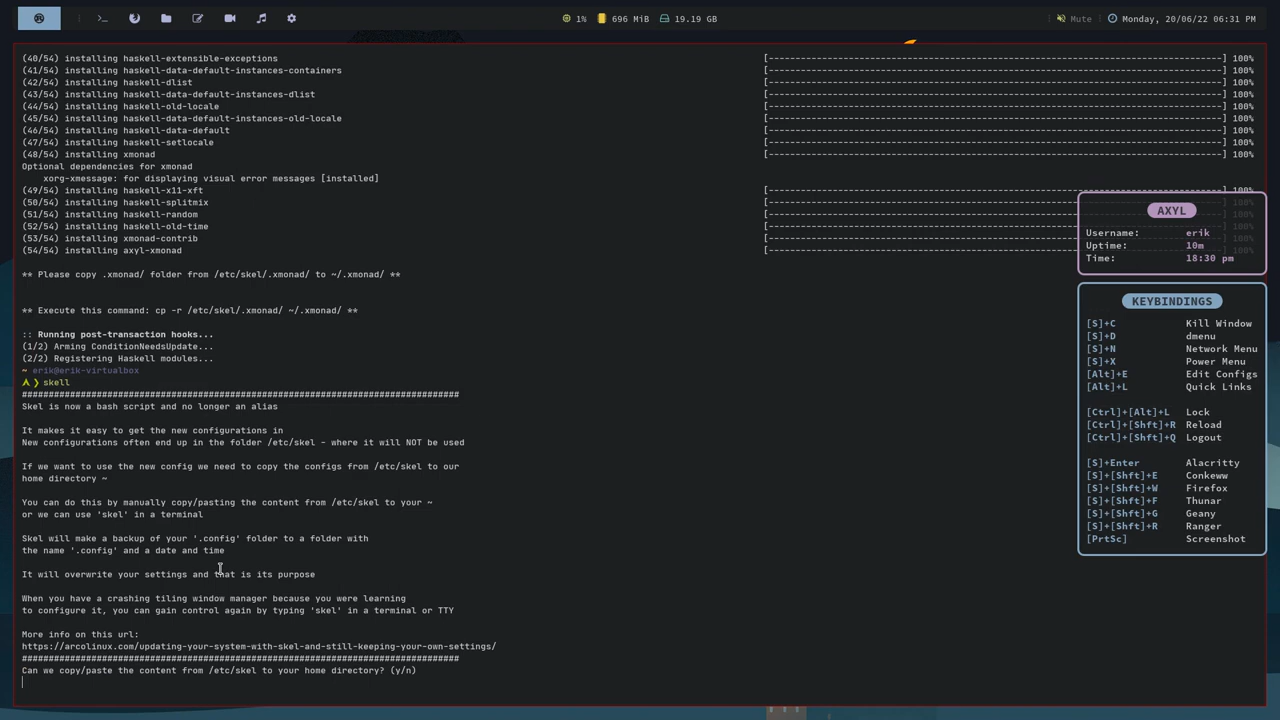 1% 696 MiB 19.19 GB Mute Monday, 20/06/22 06:31 PM
(40/54) installing haskell-extensible-exceptions [----------------------------------------------------------------------------] 100%
(41/54) installing haskell-data-default-instances-containers [----------------------------------------------------------------------------] 100%
(42/54) installing haskell-dlist [----------------------------------------------------------------------------] 100%
(43/54) installing haskell-data-default-instances-dlist [----------------------------------------------------------------------------] 100%
(44/54) installing haskell-old-locale [----------------------------------------------------------------------------] 100%
(45/54) installing haskell-data-default-instances-old-locale [----------------------------------------------------------------------------] 100%
(46/54) installing haskell-data-default [----------------------------------------------------------------------------] 100%
(47/54) installing haskell-setlocale [----------------------------------------------------------------------------] 100%
(48/54) installing xmonad [----------------------------------------------------------------------------] 100%
Optional dependencies for xmonad
xorg-xmessage: for displaying visual error messages [installed]
(49/54) installing haskell-x11-xft [----------------------------------------------------------------------------] 100%
(50/54) installing haskell-splitmix 100%
(51/54) installing haskell-random 100%
(52/54) installing haskell-old-time 100%
(53/54) installing xmonad-contrib 100%
(54/54) installing axyl-xmonad 100%
** Please copy .xmonad/ folder from /etc/skel/.xmonad/ to ~/.xmonad/ **
** Execute this command: cp -r /etc/skel/.xmonad/ ~/.xmonad/ **
:: Running post-transaction hooks...
(1/2) Arming ConditionNeedsUpdate...
(2/2) Registering Haskell modules...
~ erik@erik-virtualbox
❯ skell
##################################################################################
Skel is now a bash script and no longer an alias
It makes it easy to get the new configurations in
New configurations often end up in the folder /etc/skel - where it will NOT be used
If we want to use the new config we need to copy the configs from /etc/skel to our
home directory ~
You can do this by manually copy/pasting the content from /etc/skel to your ~
or we can use 'skel' in a terminal
Skel will make a backup of your '.config' folder to a folder with
the name '.config' and a date and time
It will overwrite your settings and that is its purpose
When you have a crashing tiling window manager because you were learning
to configure it, you can gain control again by typing 'skel' in a terminal or TTY
More info on this url:
https://arcolinux.com/updating-your-system-with-skel-and-still-keeping-your-own-settings/
##################################################################################
Can we copy/paste the content from /etc/skel to your home directory? (y/n)
AXYL
Username: erik
Uptime: 10m
Time: 18:30 pm
KEYBINDINGS
[S]+C Kill Window
[S]+D dmenu
[S]+N Network Menu
[S]+X Power Menu
[Alt]+E Edit Configs
[Alt]+L Quick Links
[Ctrl]+[Alt]+L Lock
[Ctrl]+[Shft]+R Reload
[Ctrl]+[Shft]+Q Logout
[S]+Enter Alacritty
[S]+[Shft]+E Conkeww
[S]+[Shft]+W Firefox
[S]+[Shft]+F Thunar
[S]+[Shft]+G Geany
[S]+[Shft]+R Ranger
[PrtSc] Screenshot